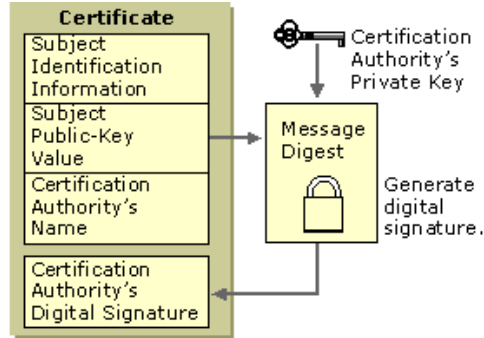 Certificate
Subject
Identification
Information
Subject
Public-Key
Value
Certification
Authority's
Name
Certification
Authority's
Digital Signature
Certification
Authority's
Private Key
Message
Digest
Generate
digital
signature.